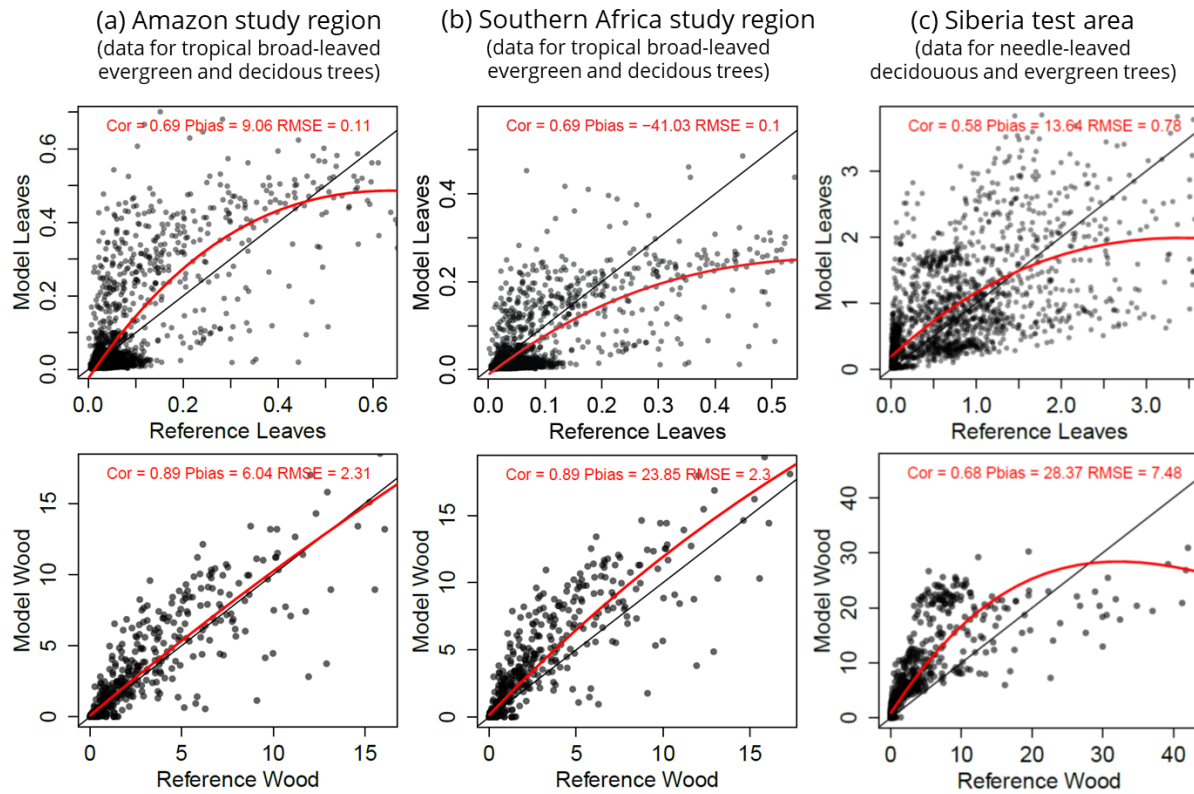 (a) Amazon study region
(data for tropical broad-leaved
evergreen and decidous trees)
(b) Southern Africa study region
(data for tropical broad-leaved
evergreen and decidous trees)
(c) Siberia test area
(data for needle-leaved
decidouous and evergreen trees)
Cor = 0.69 Pbias = 9.06 RMSE = 0.11
Model Leaves
0.6
0.4
0.2
0.0
0.0 0.2 0.4 0.6
Reference Leaves
Cor = 0.69 Pbias = −41.03 RMSE = 0.1
Model Leaves
0.4
0.2
0.0
0.0 0.1 0.2 0.3 0.4 0.5
Reference Leaves
Cor = 0.58 Pbias = 13.64 RMSE = 0.78
Model Leaves
3
2
1
0
0.0 1.0 2.0 3.0
Reference Leaves
Cor = 0.89 Pbias = 6.04 RMSE = 2.31
Model Wood
15
10
5
0
0 5 10 15
Reference Wood
Cor = 0.89 Pbias = 23.85 RMSE = 2.3
Model Wood
15
10
5
0
0 5 10 15
Reference Wood
Cor = 0.68 Pbias = 28.37 RMSE = 7.48
Model Wood
40
30
20
10
0
0 10 20 30 40
Reference Wood